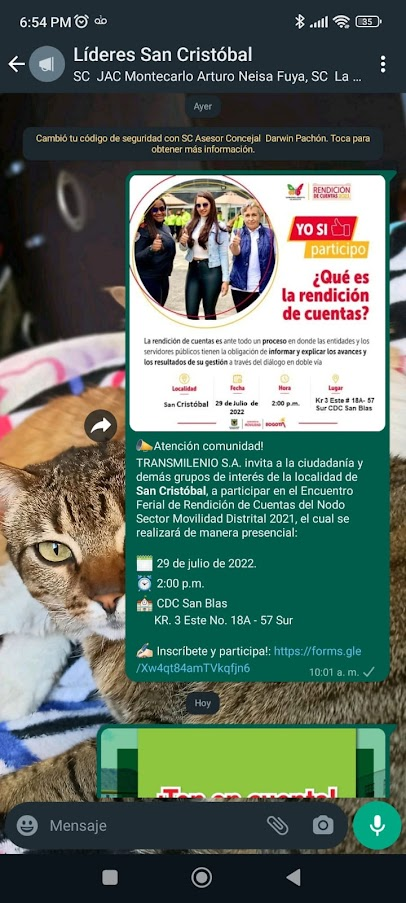 6:54 PM
35
Líderes San Cristóbal
SC JAC Montecarlo Arturo Neisa Fuya, SC La ...
Ayer
Cambió tu código de seguridad con SC Asesor Concejal Darwin Pachón. Toca para
obtener más información.
RENDICIÓN
DE CUENTAS
YO SI
participo
¿Qué es
la rendición
de cuentas?
La rendición de cuentas es ante todo un proceso en donde las entidades y los
servidores públicos tienen la obligación de informar y explicar los avances y
los resultados de su gestión a través del diálogo en doble vía
Localidad
Fecha
Hora
Lugar
San Cristóbal
29 de Julio de
2022
2:00 p.m.
Kr 3 Este # 18A- 57
Sur CDC San Blas
BOGOTÁ
Atención comunidad!
TRANSMILENIO S.A. invita a la ciudadanía y
demás grupos de interés de la localidad de
San Cristóbal, a participar en el Encuentro
Ferial de Rendición de Cuentas del Nodo
Sector Movilidad Distrital 2021, el cual se
realizará de manera presencial:
29 de julio de 2022.
2:00 p.m.
CDC San Blas
KR. 3 Este No. 18A - 57 Sur
Inscríbete y participa!: https://forms.gle
/Xw4qt84amTVkqfjn6
10:01 a. m.
Hoy
¡Ten en cuenta!
Mensaje